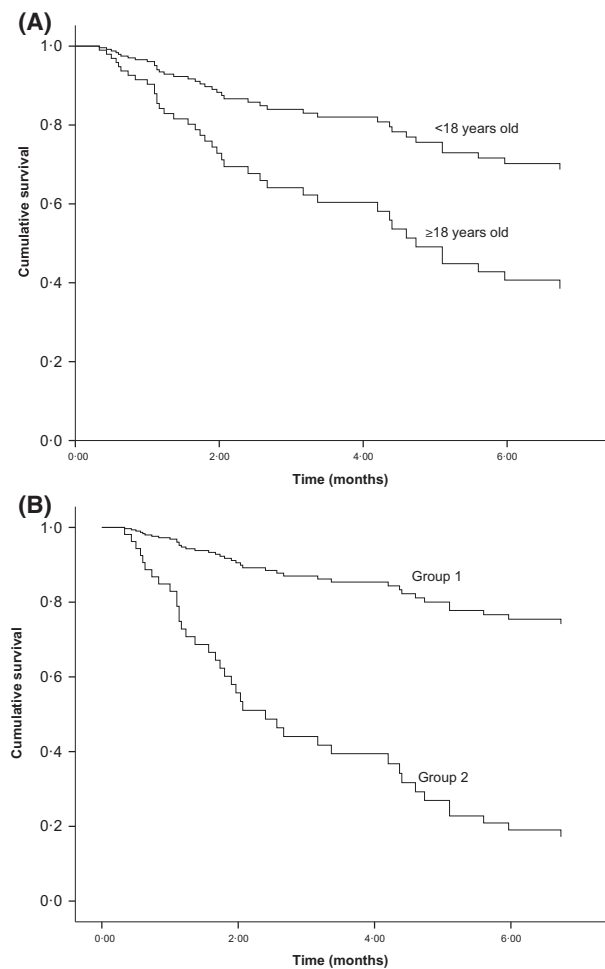 (A)
1·0
0·8
0·6
0·4
0·2
0·0
Cumulative survival
<18 years old
≥18 years old
0·00 2·00 4·00 6·00
Time (months)
(B)
1·0
0·8
0·6
0·4
0·2
0·0
Cumulative survival
Group 1
Group 2
0·00 2·00 4·00 6·00
Time (months)